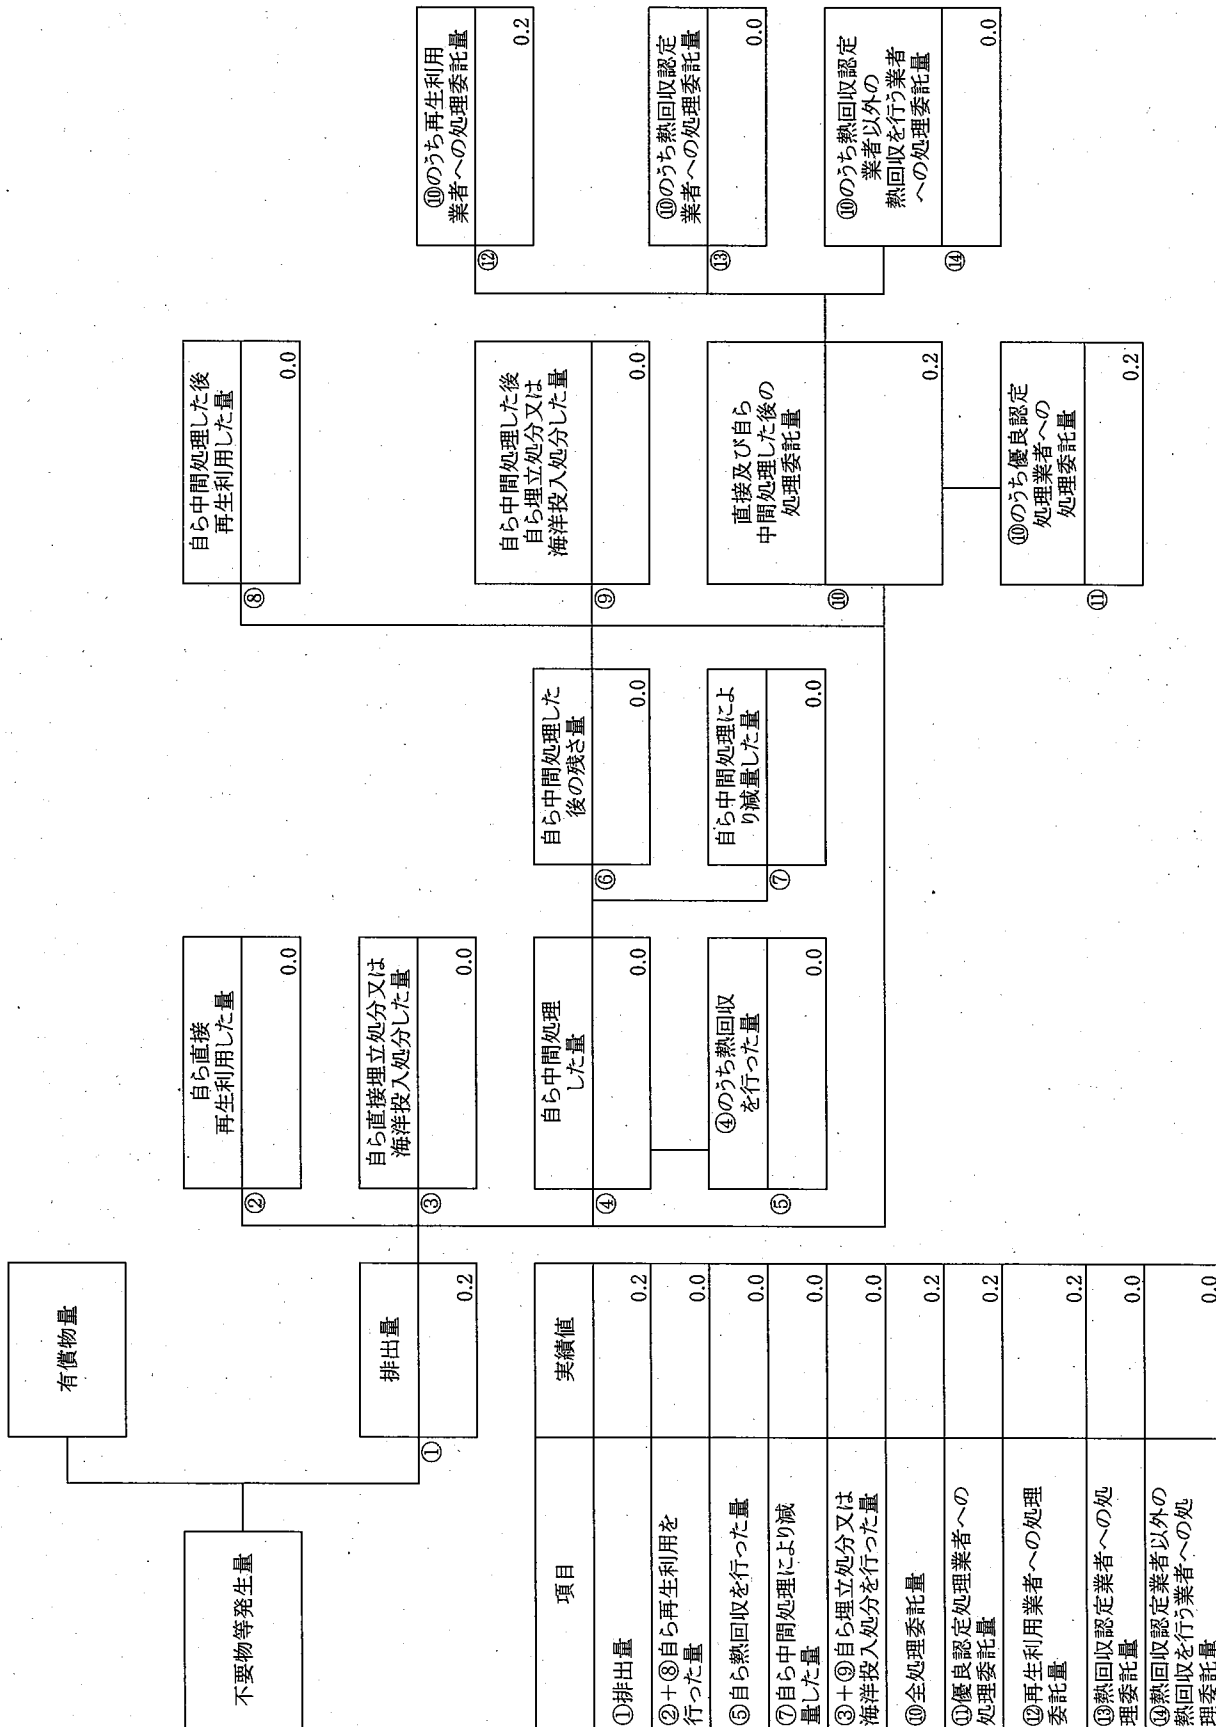 不要物等発生量
有償物量
排出量
①
0.2
自ら直接
再生利用した量
②
0.0
自ら直接埋立処分又は
海洋投入処分した量
③
0.0
自ら中間処理
した量
④
0.0
④のうち熱回収
を行った量
⑤
0.0
自ら中間処理した
後の残さ量
⑥
0.0
自ら中間処理によ
り減量した量
⑦
0.0
自ら中間処理した後
再生利用した量
⑧
0.0
自ら中間処理した後
自ら埋立処分又は
海洋投入処分した量
⑨
0.0
直接及び自ら
中間処理した後の
処理委託量
⑩
0.2
⑩のうち優良認定
処理業者への
処理委託量
⑪
0.2
⑩のうち再生利用
業者への処理委託量
⑫
0.2
⑩のうち熱回収認定
業者への処理委託量
⑬
0.0
⑩のうち熱回収認定
業者以外の
熱回収を行う業者
への処理委託量
⑭
0.0
項目 実績値
①排出量 0.2
②+⑧自ら再生利用を
行った量 0.0
⑤自ら熱回収を行った量 0.0
⑦自ら中間処理により減
量した量 0.0
③+⑨自ら埋立処分又は
海洋投入処分を行った量 0.0
⑩全処理委託量 0.2
⑪優良認定処理業者への
処理委託量 0.2
⑫再生利用業者への処理
委託量 0.2
⑬熱回収認定業者への処
理委託量 0.0
⑭熱回収認定業者以外の
熱回収を行う業者への処
理委託量 0.0